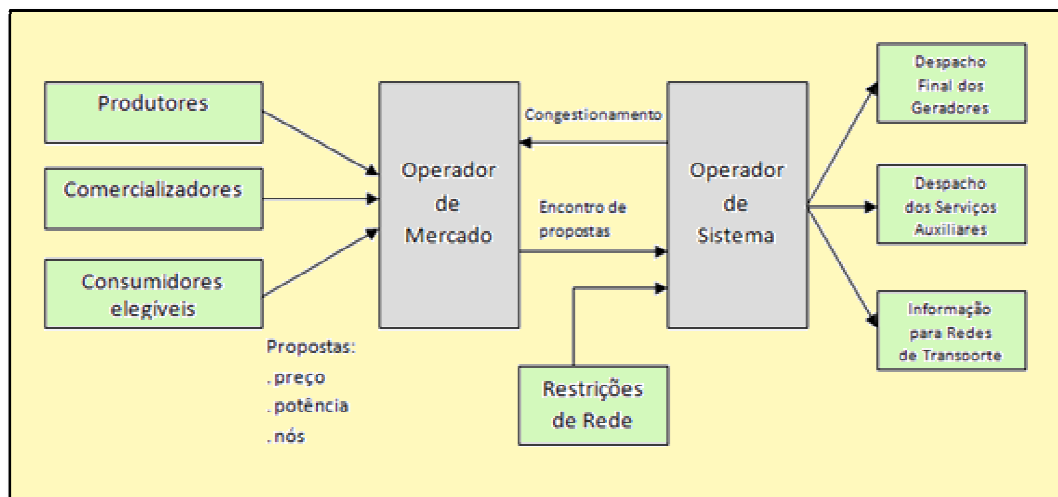 Produtores
Comercializadores
Consumidores
elegíveis
Propostas:
. preço
. potência
. nós
Operador
de
Mercado
Congestionamento
Encontro de
propostas
Restrições
de Rede
Operador
de
Sistema
Despacho
Final dos
Geradores
Despacho
dos Serviços
Auxiliares
Informação
para Redes
de Transporte